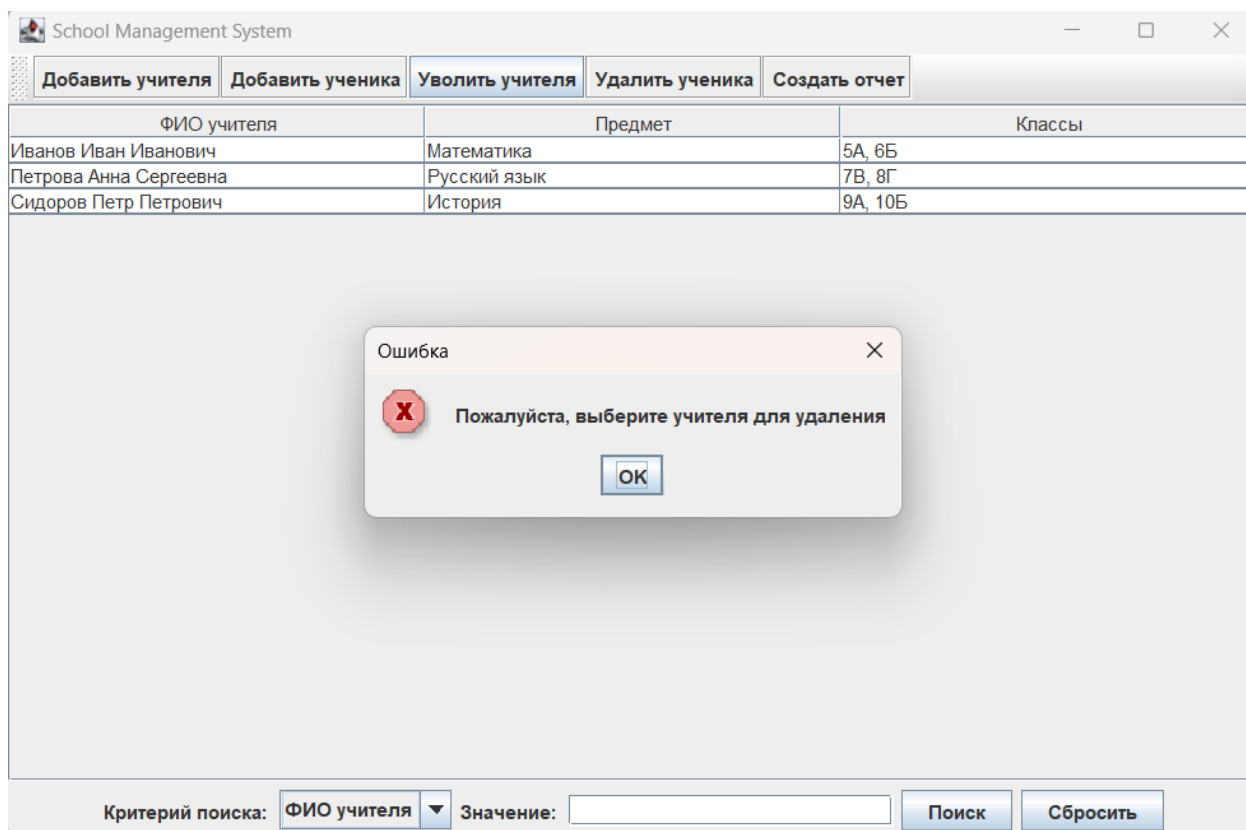 School Management System
Добавить учителя Добавить ученика Уволить учителя Удалить ученика Создать отчет
ФИО учителя Предмет Классы
Иванов Иван Иванович Математика 5А, 6Б
Петрова Анна Сергеевна Русский язык 7В, 8Г
Сидоров Петр Петрович История 9А, 10Б
Ошибка
Пожалуйста, выберите учителя для удаления
OK
Критерий поиска: ФИО учителя Значение: Поиск Сбросить